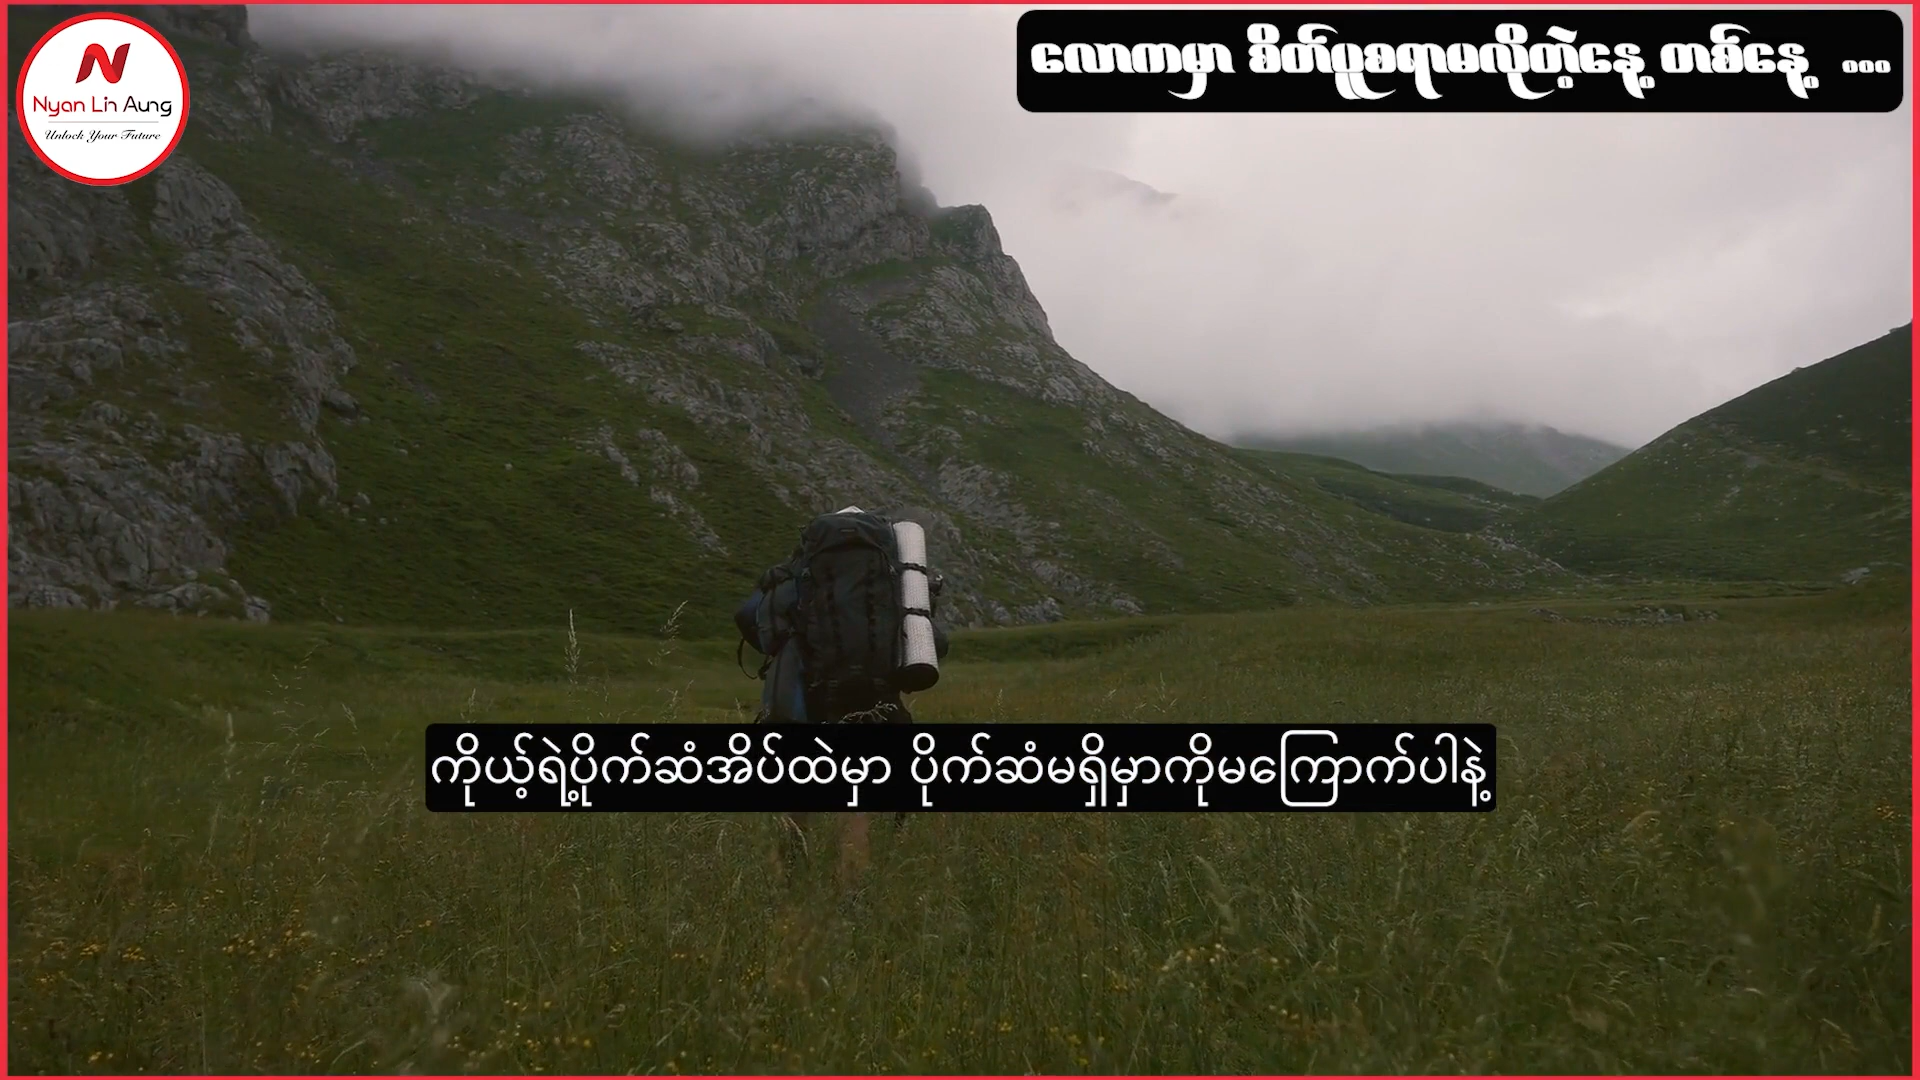 Nyan Lin Aung
Unlock Your Future
လောကမှာ စိတ်ပူစရာမလိုတဲ့နေ့ တစ်နေ့ ...
ကိုယ့်ရဲ့ပိုက်ဆံအိပ်ထဲမှာ ပိုက်ဆံမရှိမှာကိုမကြောက်ပါနဲ့